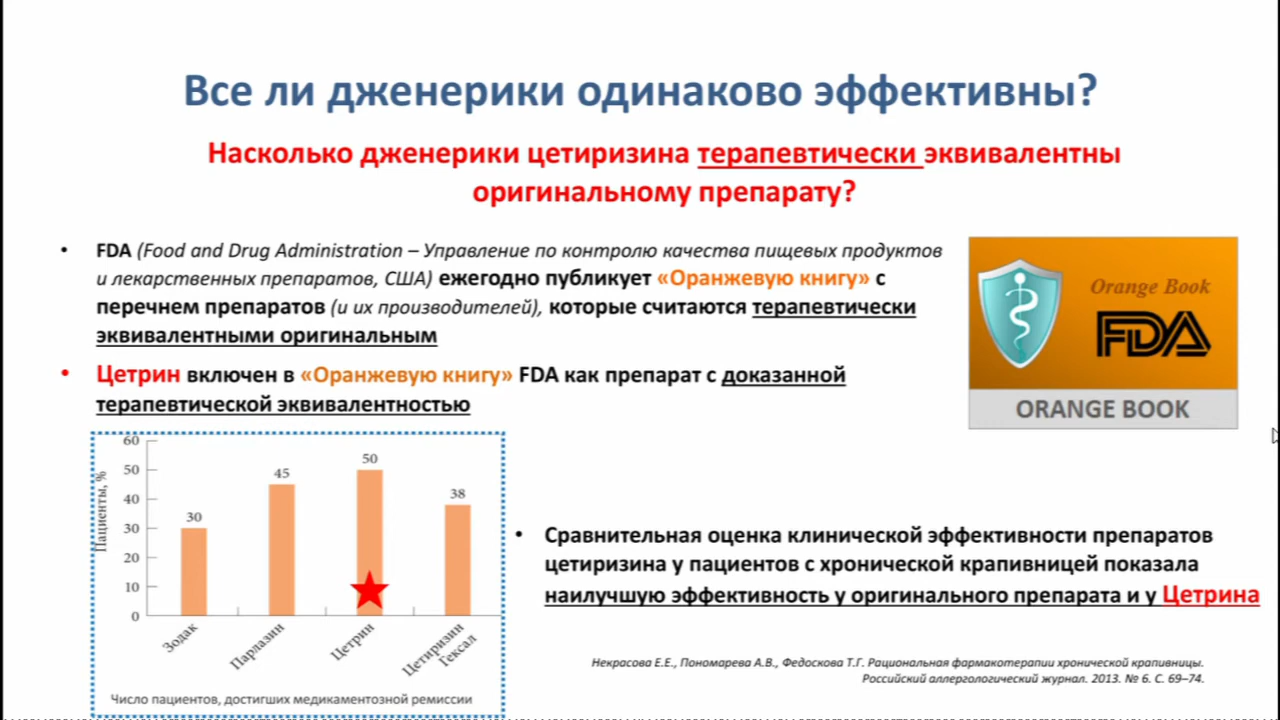 Все ли дженерики одинаково эффективны?
Насколько дженерики цетиризина терапевтически эквивалентны
оригинальному препарату?
• FDA (Food and Drug Administration – Управление по контролю качества пищевых продуктов
и лекарственных препаратов, США) ежегодно публикует «Оранжевую книгу» с
перечнем препаратов (и их производителей), которые считаются терапевтически
эквивалентными оригинальным
• Цетрин включен в «Оранжевую книгу» FDA как препарат с доказанной
терапевтической эквивалентностью
Orange Book
FDA
ORANGE BOOK
Пациенты, %
60
50
40
30
20
10
0
30
45
50
38
Зодак
Парлазин
Цетрин
Цетиризин
Гексал
Число пациентов, достигших медикаментозной ремиссии
• Сравнительная оценка клинической эффективности препаратов
цетиризина у пациентов с хронической крапивницей показала
наилучшую эффективность у оригинального препарата и у Цетрина
Некрасова Е.Е., Пономарева А.В., Федоскова Т.Г. Рациональная фармакотерапии хронической крапивницы.
Российский аллергологический журнал. 2013. № 6. С. 69–74.